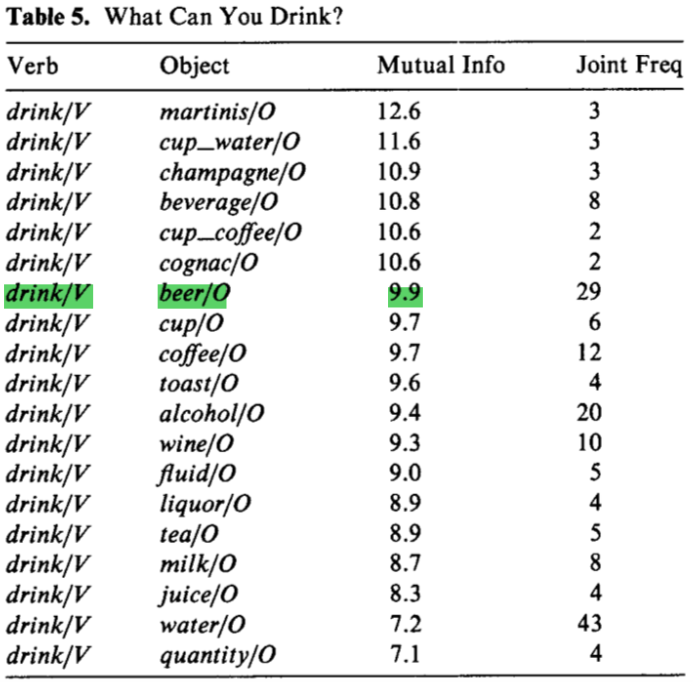 Table 5. What Can You Drink?
Verb Object Mutual Info Joint Freq
drink/V martinis/O 12.6 3
drink/V cup_water/O 11.6 3
drink/V champagne/O 10.9 3
drink/V beverage/O 10.8 8
drink/V cup_coffee/O 10.6 2
drink/V cognac/O 10.6 2
drink/V beer/O 9.9 29
drink/V cup/O 9.7 6
drink/V coffee/O 9.7 12
drink/V toast/O 9.6 4
drink/V alcohol/O 9.4 20
drink/V wine/O 9.3 10
drink/V fluid/O 9.0 5
drink/V liquor/O 8.9 4
drink/V tea/O 8.9 5
drink/V milk/O 8.7 8
drink/V juice/O 8.3 4
drink/V water/O 7.2 43
drink/V quantity/O 7.1 4